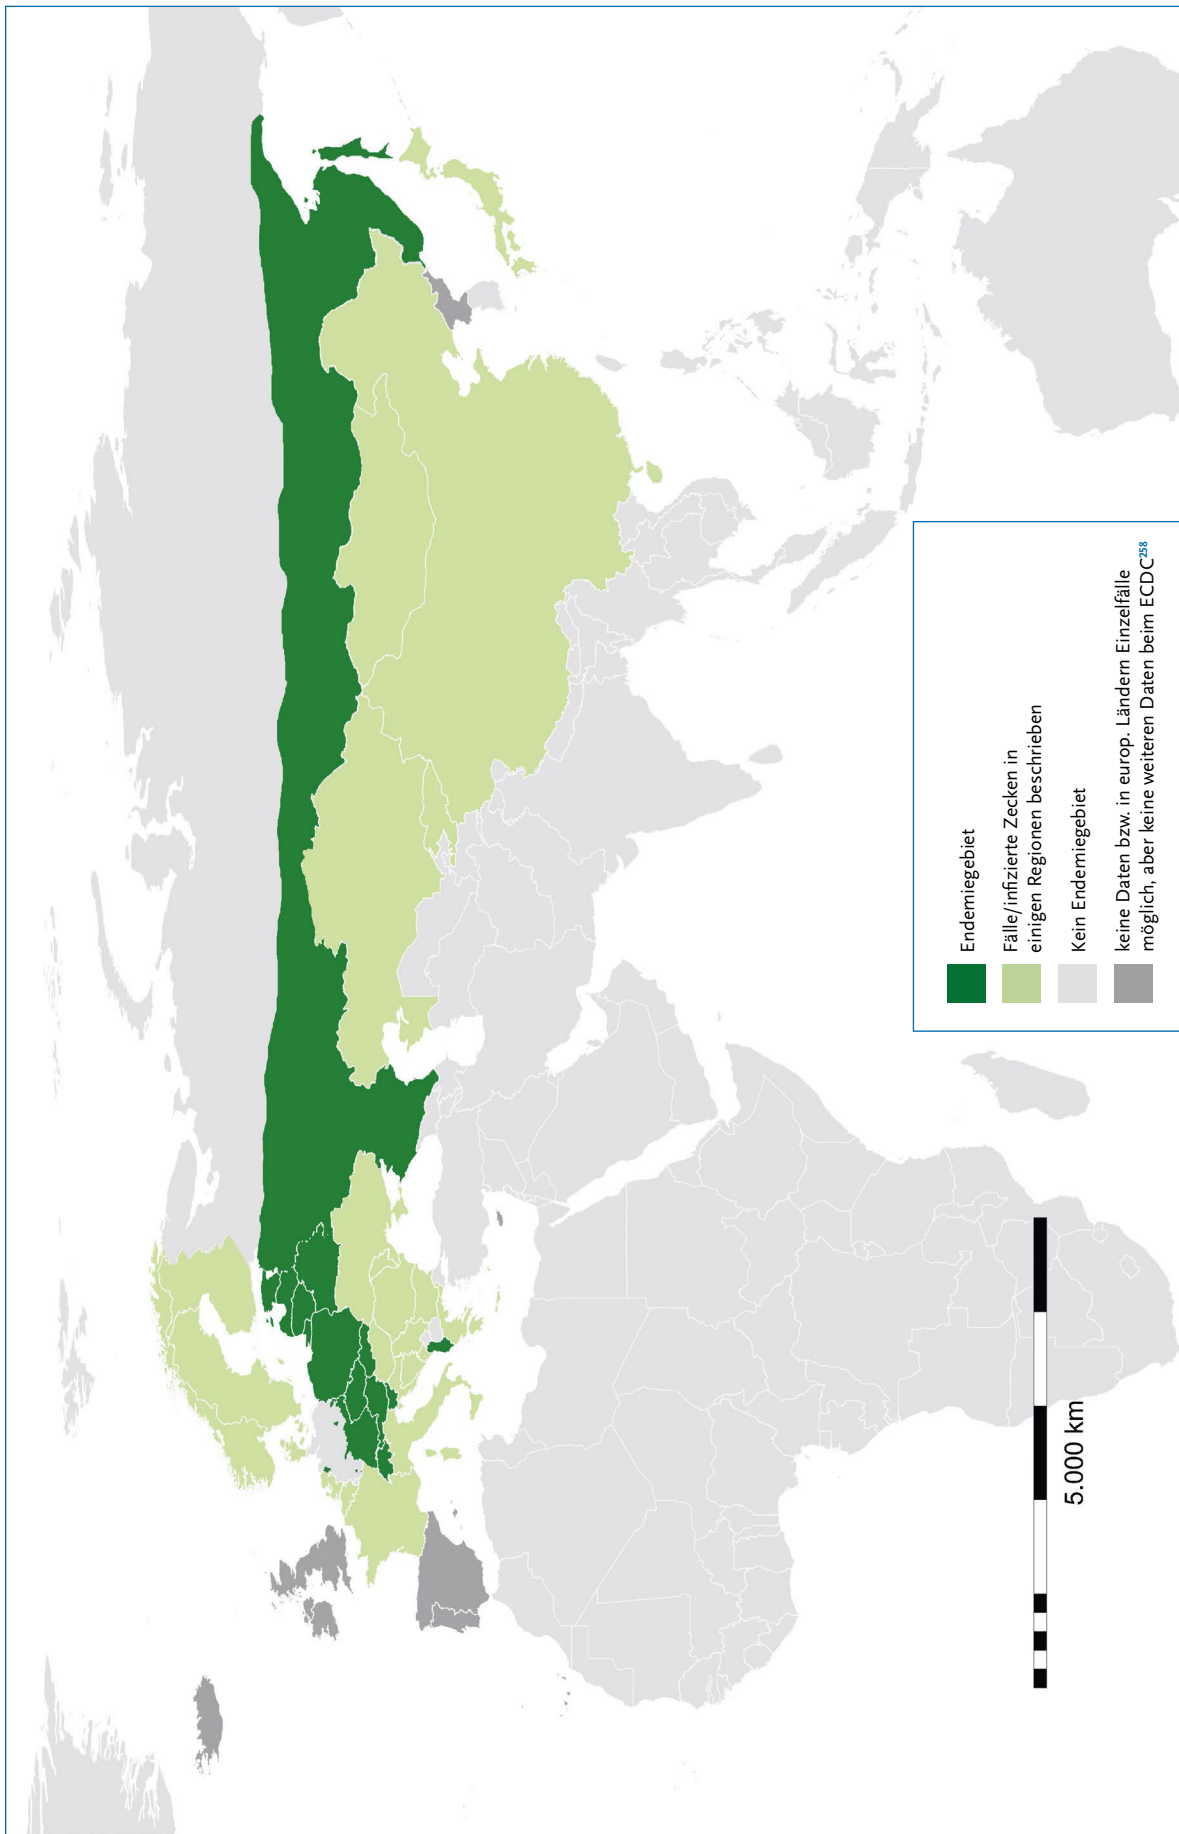 Endemiegebiet
Fälle/infizierte Zecken in
einigen Regionen beschrieben
Kein Endemiegebiet
keine Daten bzw. in europ. Ländern Einzelfälle
möglich, aber keine weiteren Daten beim ECDC258
5.000 km